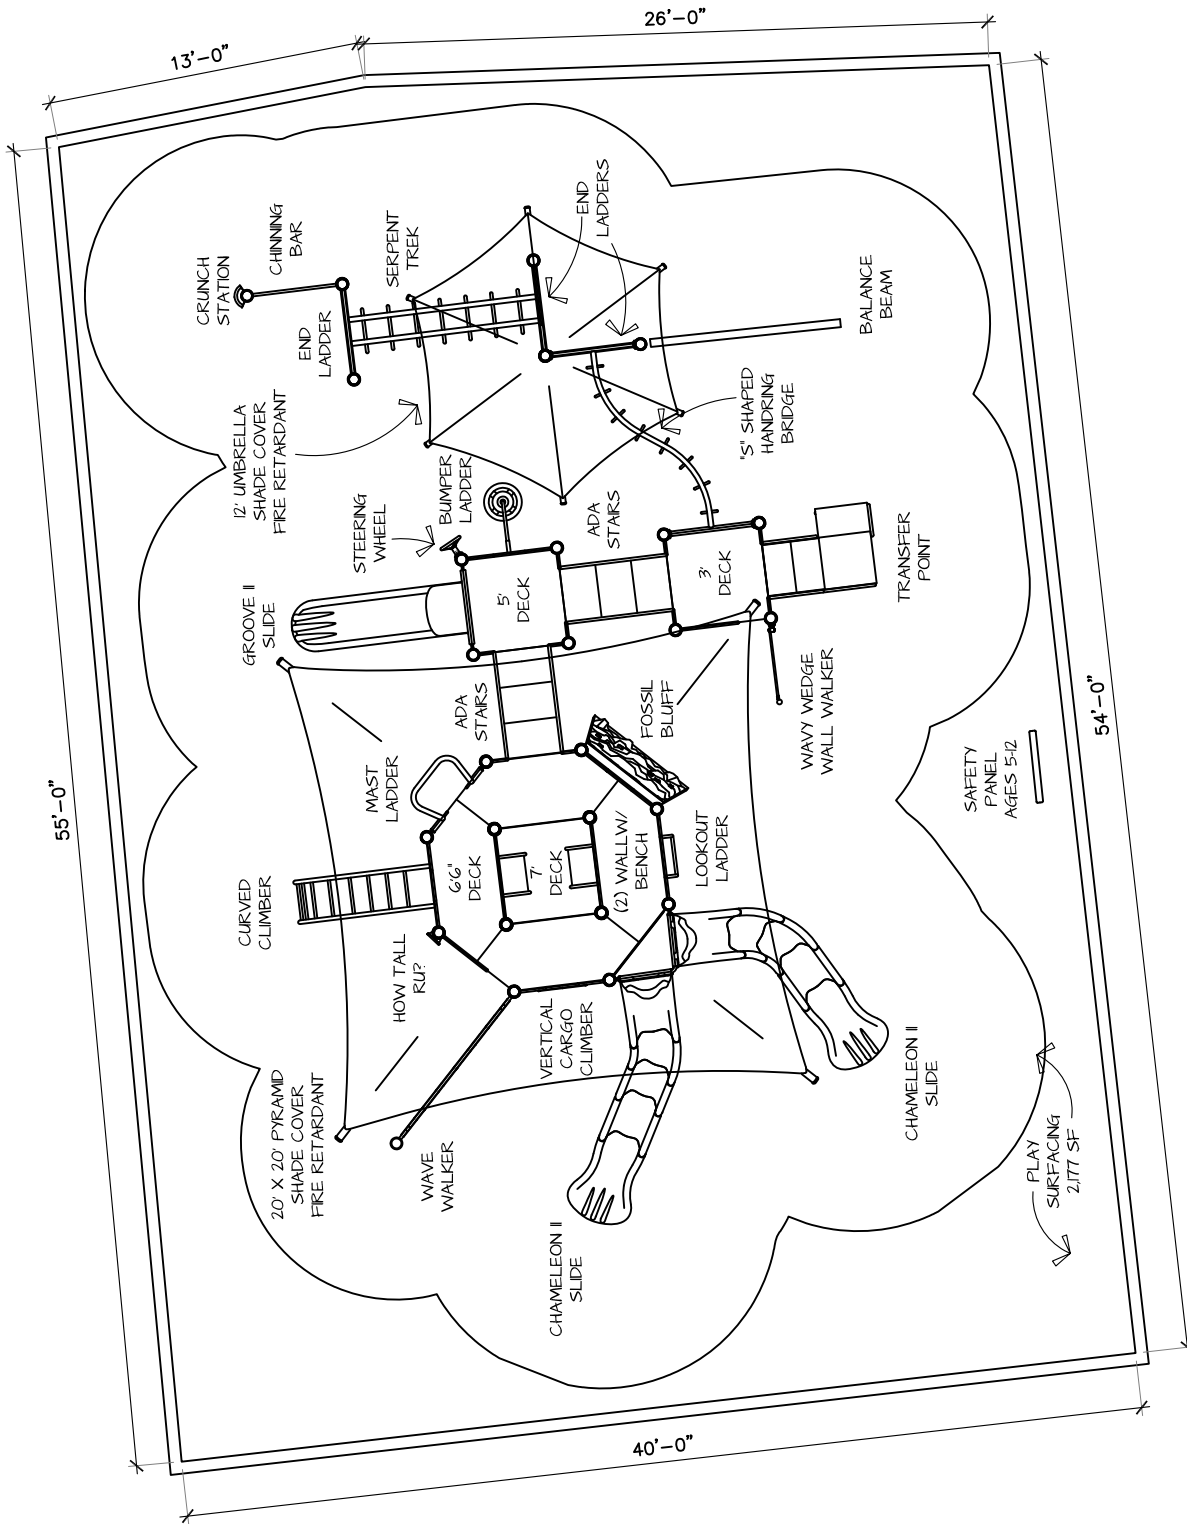 13'-0"
26'-0"
55'-0"
54'-0"
40'-0"
CRUNCH
STATION
CHINNING
BAR
SERPENT
TREK
END
LADDERS
END
LADDER
BALANCE
BEAM
12' UMBRELLA
SHADE COVER
FIRE RETARDANT
"S" SHAPED
HANDRING
BRIDGE
BUMPER
LADDER
STEERING
WHEEL
ADA
STAIRS
TRANSFER
POINT
GROOVE II
SLIDE
5'
DECK
3'
DECK
ADA
STAIRS
FOSSIL
BLUFF
WAVY WEDGE
WALL WALKER
SAFETY
PANEL
AGES 5-12
MAST
LADDER
CURVED
CLIMBER
6'6"
DECK
7'
DECK
(2) WALLW/
BENCH
LOOKOUT
LADDER
HOW TALL
RU?
VERTICAL
CARGO
CLIMBER
20' X 20' PYRAMID
SHADE COVER
FIRE RETARDANT
WAVE
WALKER
CHAMELEON II
SLIDE
CHAMELEON II
SLIDE
PLAY
SURFACING
2,177 SF